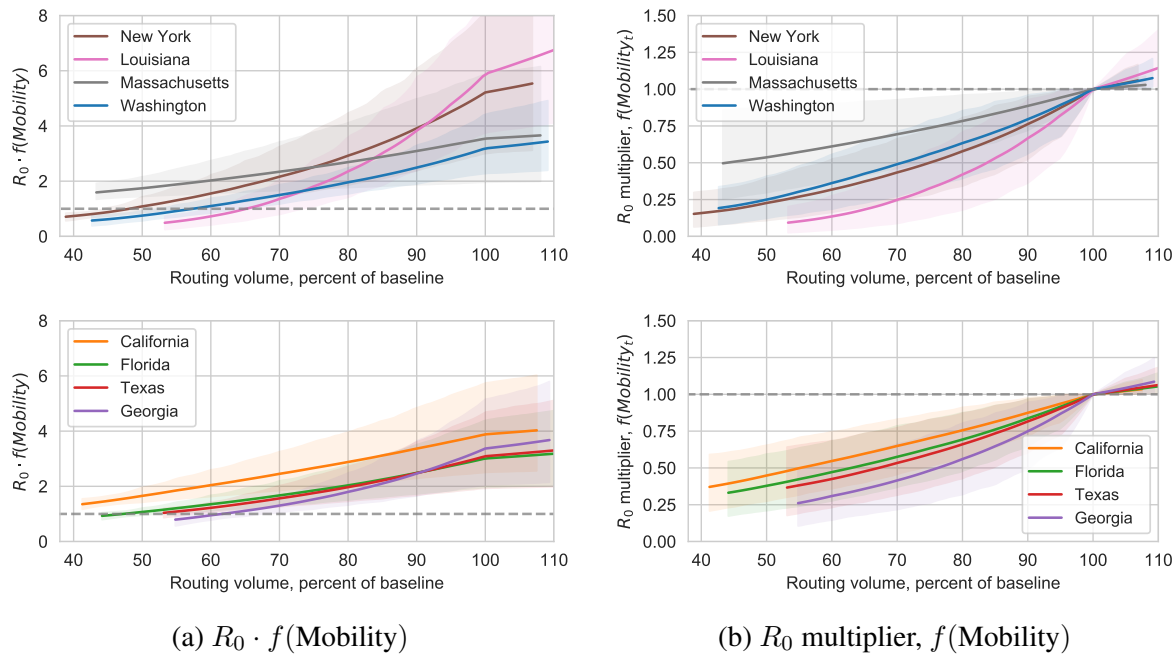 R₀ · f(Mobility)
8
6
4
2
0
New York
Louisiana
Massachusetts
Washington
40 50 60 70 80 90 100 110
Routing volume, percent of baseline
R₀ multiplier, f(Mobilityₜ)
1.50
1.25
1.00
0.75
0.50
0.25
0.00
New York
Louisiana
Massachusetts
Washington
40 50 60 70 80 90 100 110
Routing volume, percent of baseline
R₀ · f(Mobility)
8
6
4
2
0
California
Florida
Texas
Georgia
40 50 60 70 80 90 100 110
Routing volume, percent of baseline
R₀ multiplier, f(Mobilityₜ)
1.50
1.25
1.00
0.75
0.50
0.25
0.00
California
Florida
Texas
Georgia
40 50 60 70 80 90 100 110
Routing volume, percent of baseline
(a) R₀ · f(Mobility)
(b) R₀ multiplier, f(Mobility)